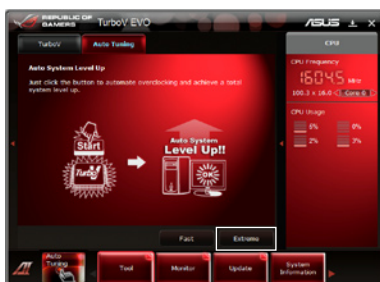 REPUBLIC OF
GAMERS
TurboV EVO
ASUS
TurboV
Auto Tuning
CPU
Auto System Level Up
Just click the button to automate overclocking and achieve a total
system level up.
CPU Frequency
1604.5 MHz
100.3 x 16.0
Core 0
CPU Usage
5%
0%
2%
3%
Start
Turbo!
Auto System
Level Up!!
OK
Fast
Extreme
Auto
Tuning
Tool
Monitor
Update
System
Information